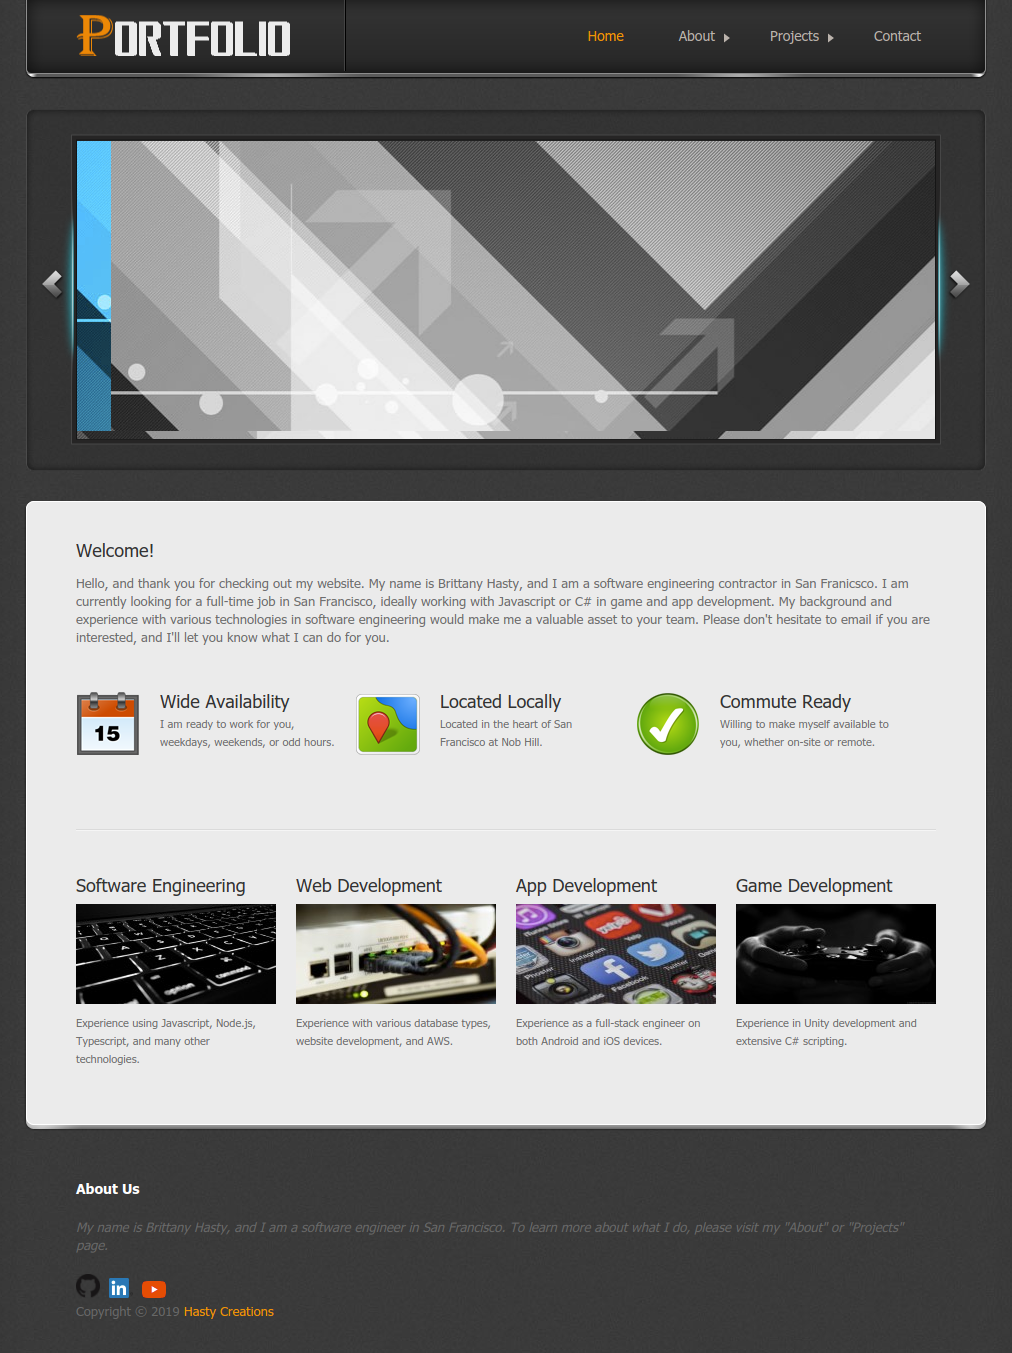 PORTFOLIO
Home About Projects Contact
Welcome!
Hello, and thank you for checking out my website. My name is Brittany Hasty, and I am a software engineering contractor in San Franicsco. I am
currently looking for a full-time job in San Francisco, ideally working with Javascript or C# in game and app development. My background and
experience with various technologies in software engineering would make me a valuable asset to your team. Please don't hesitate to email if you are
interested, and I'll let you know what I can do for you.
15
Wide Availability
I am ready to work for you,
weekdays, weekends, or odd hours.
Located Locally
Located in the heart of San
Francisco at Nob Hill.
Commute Ready
Willing to make myself available to
you, whether on-site or remote.
Software Engineering
command
option
Experience using Javascript, Node.js,
Typescript, and many other
technologies.
Web Development
Experience with various database types,
website development, and AWS.
App Development
iTunes Store
Yelp
Instagram
Phoster
Twitter
Facebook
Experience as a full-stack engineer on
both Android and iOS devices.
Game Development
Experience in Unity development and
extensive C# scripting.
About Us
My name is Brittany Hasty, and I am a software engineer in San Francisco. To learn more about what I do, please visit my "About" or "Projects"
page.
in
Copyright © 2019 Hasty Creations